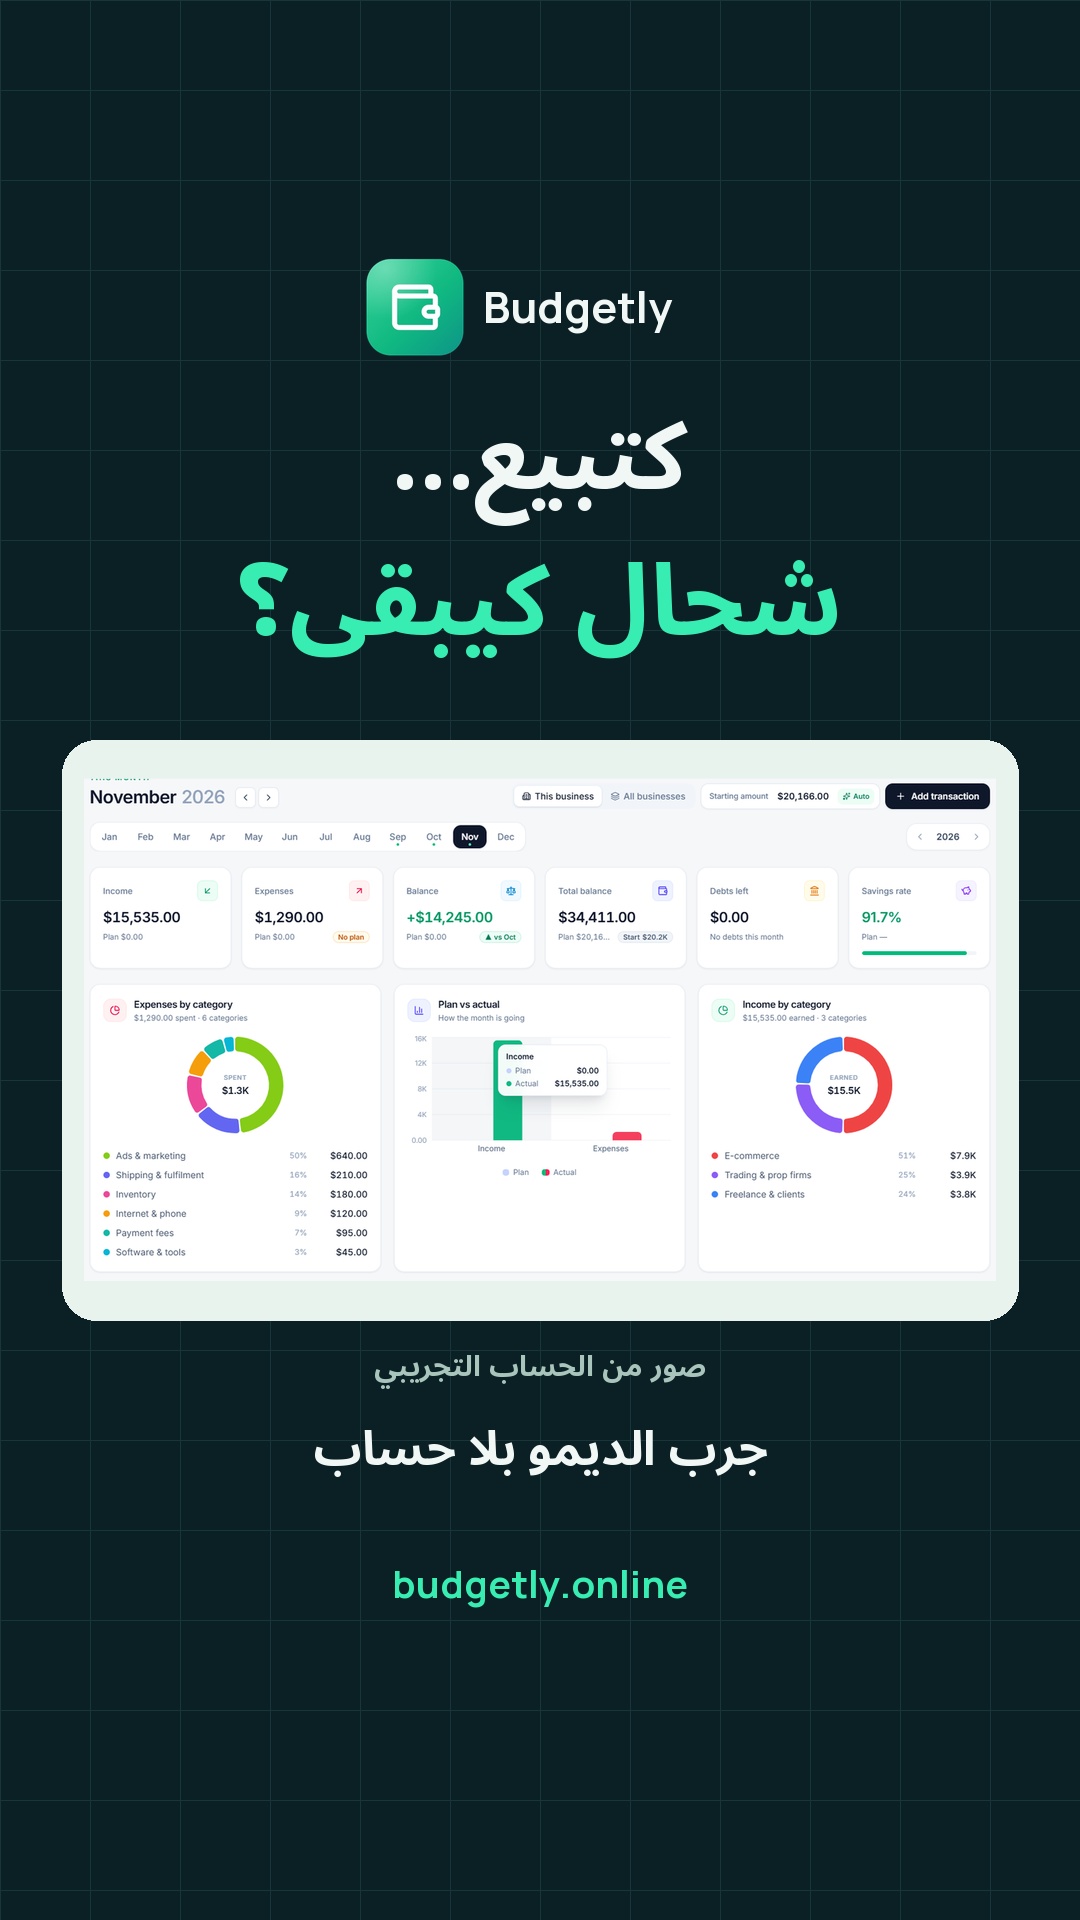 Budgetly
كتبيع...
شحال كيبقى؟
November 2026
This business
All businesses
Starting amount $20,166.00 Auto
+ Add transaction
Jan Feb Mar Apr May Jun Jul Aug Sep Oct Nov Dec
2026
Income
$15,535.00
Plan $0.00
Expenses
$1,290.00
Plan $0.00 No plan
Balance
+$14,245.00
Plan $0.00 ▲ vs Oct
Total balance
$34,411.00
Plan $20,16... Start $20.2K
Debts left
$0.00
No debts this month
Savings rate
91.7%
Plan —
Expenses by category
$1,290.00 spent · 6 categories
SPENT
$1.3K
Ads & marketing 50% $640.00
Shipping & fulfilment 16% $210.00
Inventory 14% $180.00
Internet & phone 9% $120.00
Payment fees 7% $95.00
Software & tools 3% $45.00
Plan vs actual
How the month is going
16K
12K
8K
4K
0.00
Income
Plan $0.00
Actual $15,535.00
Income Expenses
Plan Actual
Income by category
$15,535.00 earned · 3 categories
EARNED
$15.5K
E-commerce 51% $7.9K
Trading & prop firms 25% $3.9K
Freelance & clients 24% $3.8K
صور من الحساب التجريبي
جرب الديمو بلا حساب
budgetly.online